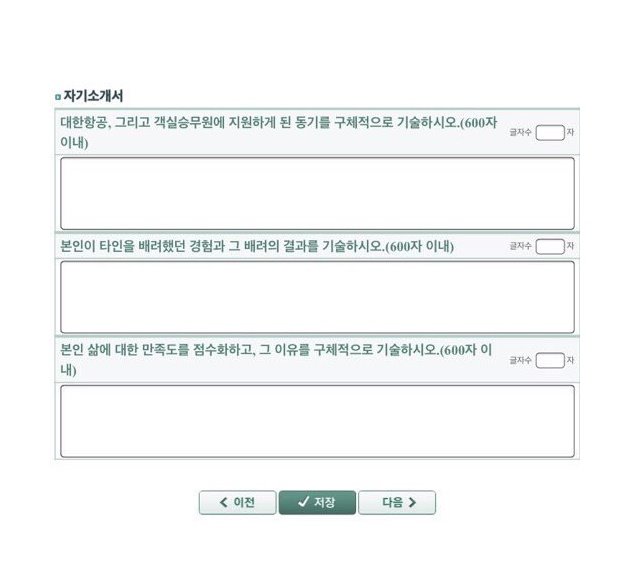 자기소개서
대한항공, 그리고 객실승무원에 지원하게 된 동기를 구체적으로 기술하시오.(600자
이내)
글자수 자
본인이 타인을 배려했던 경험과 그 배려의 결과를 기술하시오.(600자 이내)
글자수 자
본인 삶에 대한 만족도를 점수화하고, 그 이유를 구체적으로 기술하시오.(600자 이
내)
글자수 자
이전 저장 다음